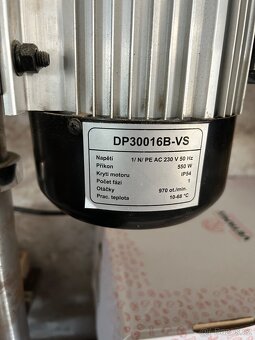 DP30016B-VS
Napětí 1/ N/ PE AC 230 V 50 Hz
Příkon 550 W
Krytí motoru IP54
Počet fází 1
Otáčky 970 ot./min.
Prac. teplota 10-65 °C